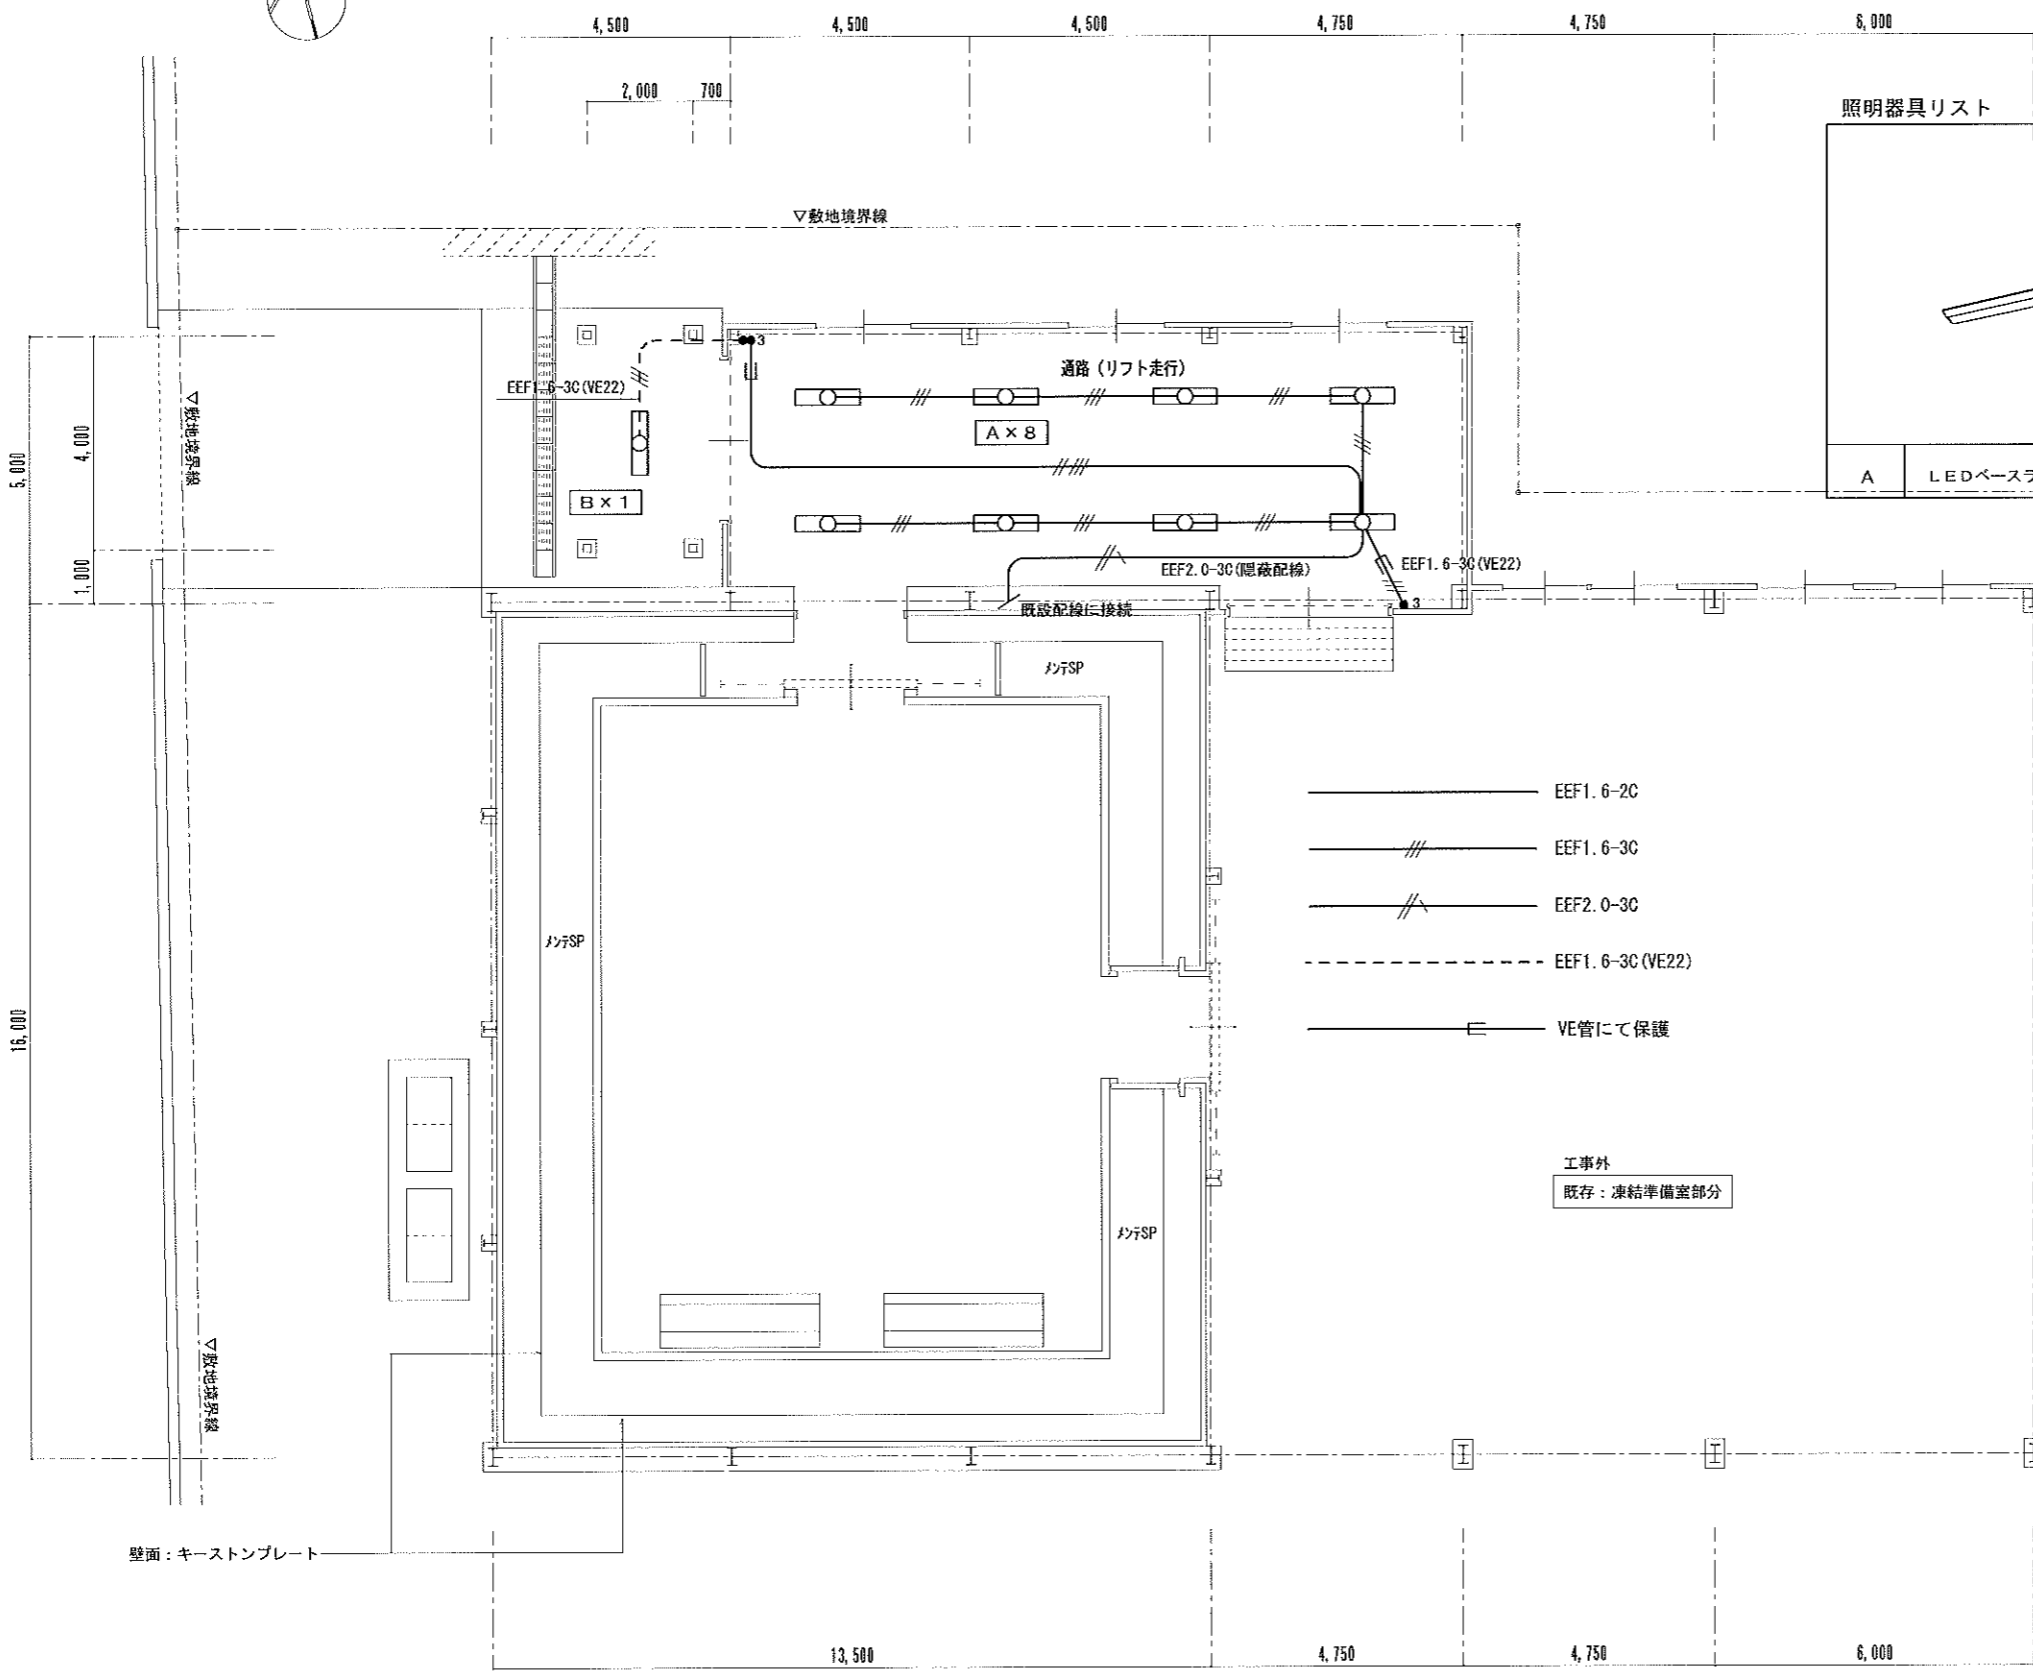 4,500
4,500
4,500
4,750
4,750
6,000
2,000
700
照明器具リスト
▽敷地境界線
3
通路（リフト走行）
EEF1.6-3C(VE22)
▽敷地境界線
4,000
5,000
A×8
A
LEDベースラ
B×1
EEF2.0-3C(隠蔽配線)
EEF1.6-3C(VE22)
1,000
3
既設配線に接続
ﾒﾝﾃSP
EEF1.6-2C
EEF1.6-3C
EEF2.0-3C
ﾒﾝﾃSP
EEF1.6-3C(VE22)
16,000
VE管にて保護
工事外
既存：凍結準備室部分
ﾒﾝﾃSP
▽敷地境界線
壁面：キーストンプレート
13,500
4,750
4,750
6,000